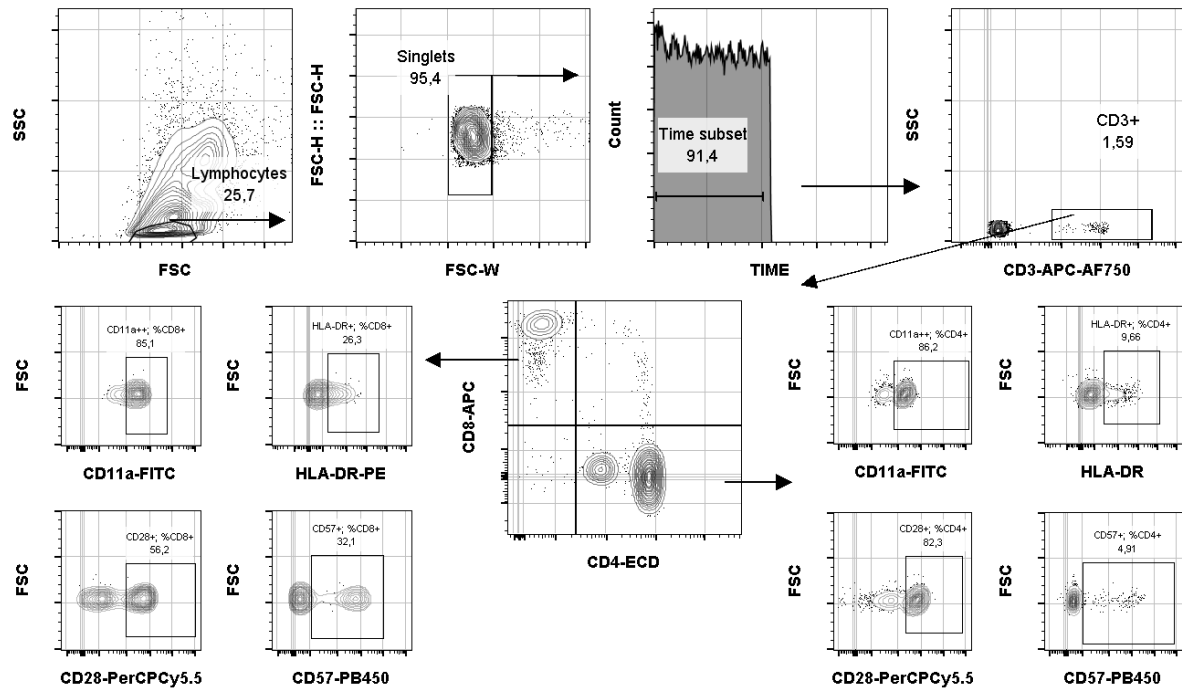 SSC
Lymphocytes
25,7
FSC
FSC-H :: FSC-H
Singlets
95,4
FSC-W
Count
Time subset
91,4
TIME
SSC
CD3+
1,59
CD3-APC-AF750
FSC
CD11a++; %CD8+
85,1
CD11a-FITC
FSC
HLA-DR+; %CD8+
26,3
HLA-DR-PE
CD8-APC
CD4-ECD
FSC
CD11a++; %CD4+
86,2
CD11a-FITC
FSC
HLA-DR+; %CD4+
9,66
HLA-DR
FSC
CD28+; %CD8+
56,2
CD28-PerCPCy5.5
FSC
CD57+; %CD8+
32,1
CD57-PB450
FSC
CD28+; %CD4+
82,3
CD28-PerCPCy5.5
FSC
CD57+; %CD4+
4,91
CD57-PB450